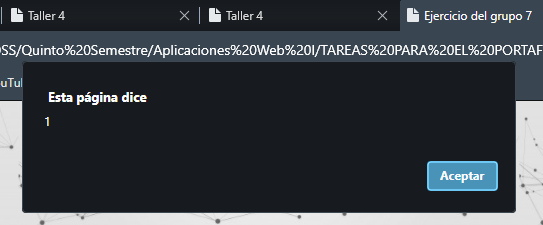 Taller 4
Taller 4
Ejercicio del grupo 7
OSS/Quinto%20Semestre/Aplicaciones%20Web%20I/TAREAS%20PARA%20EL%20PORTAF
uTub
Esta página dice
1
Aceptar